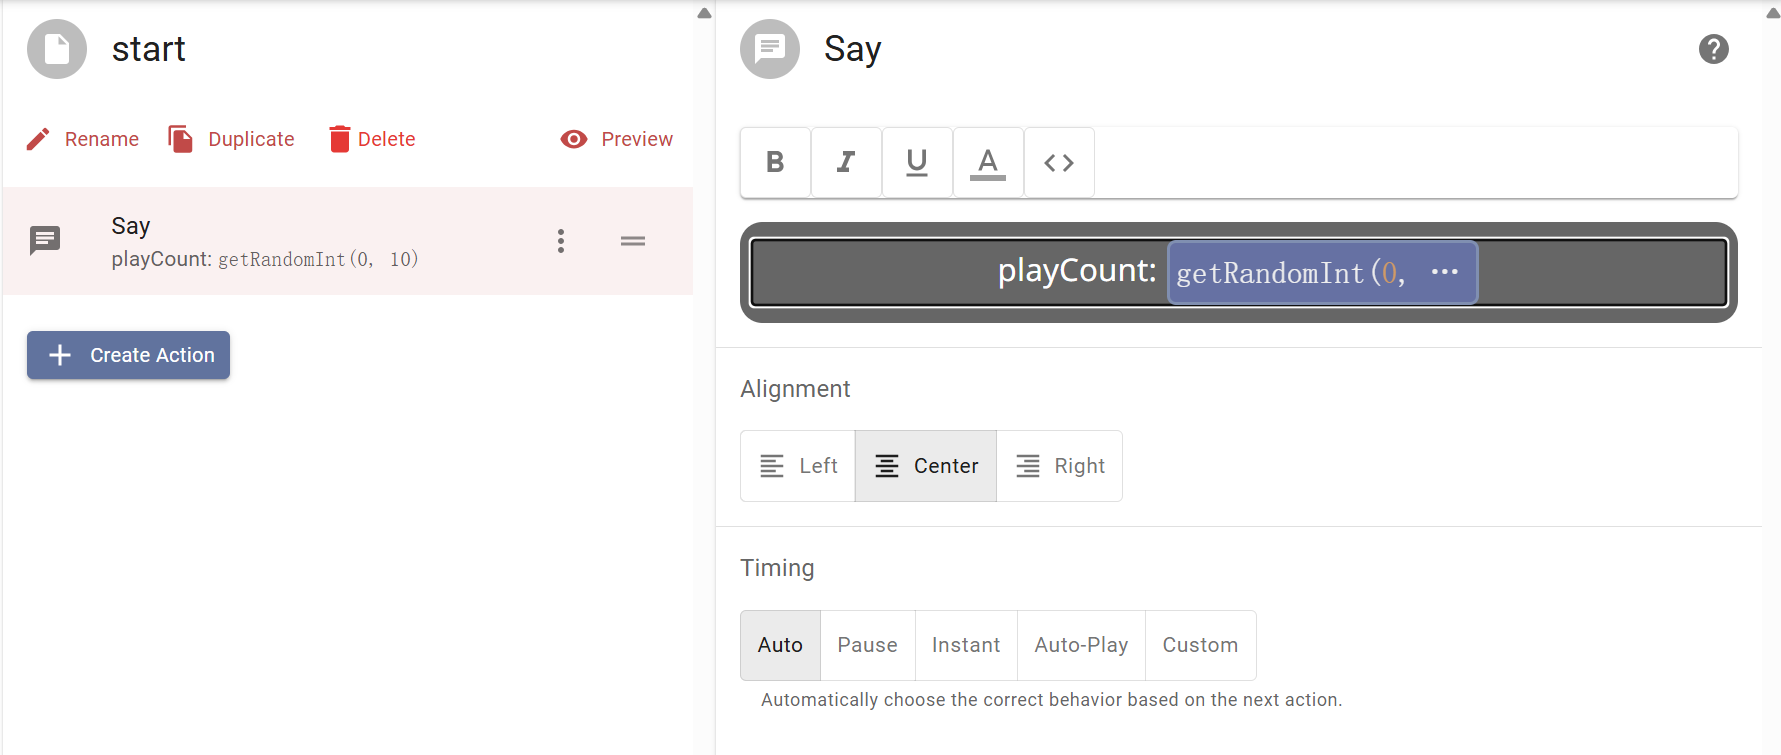 start
Rename Duplicate Delete Preview
Say
playCount: getRandomInt(0, 10)
Create Action
Say
B I U A <>
playCount: getRandomInt(0, ···
Alignment
Left Center Right
Timing
Auto Pause Instant Auto-Play Custom
Automatically choose the correct behavior based on the next action.